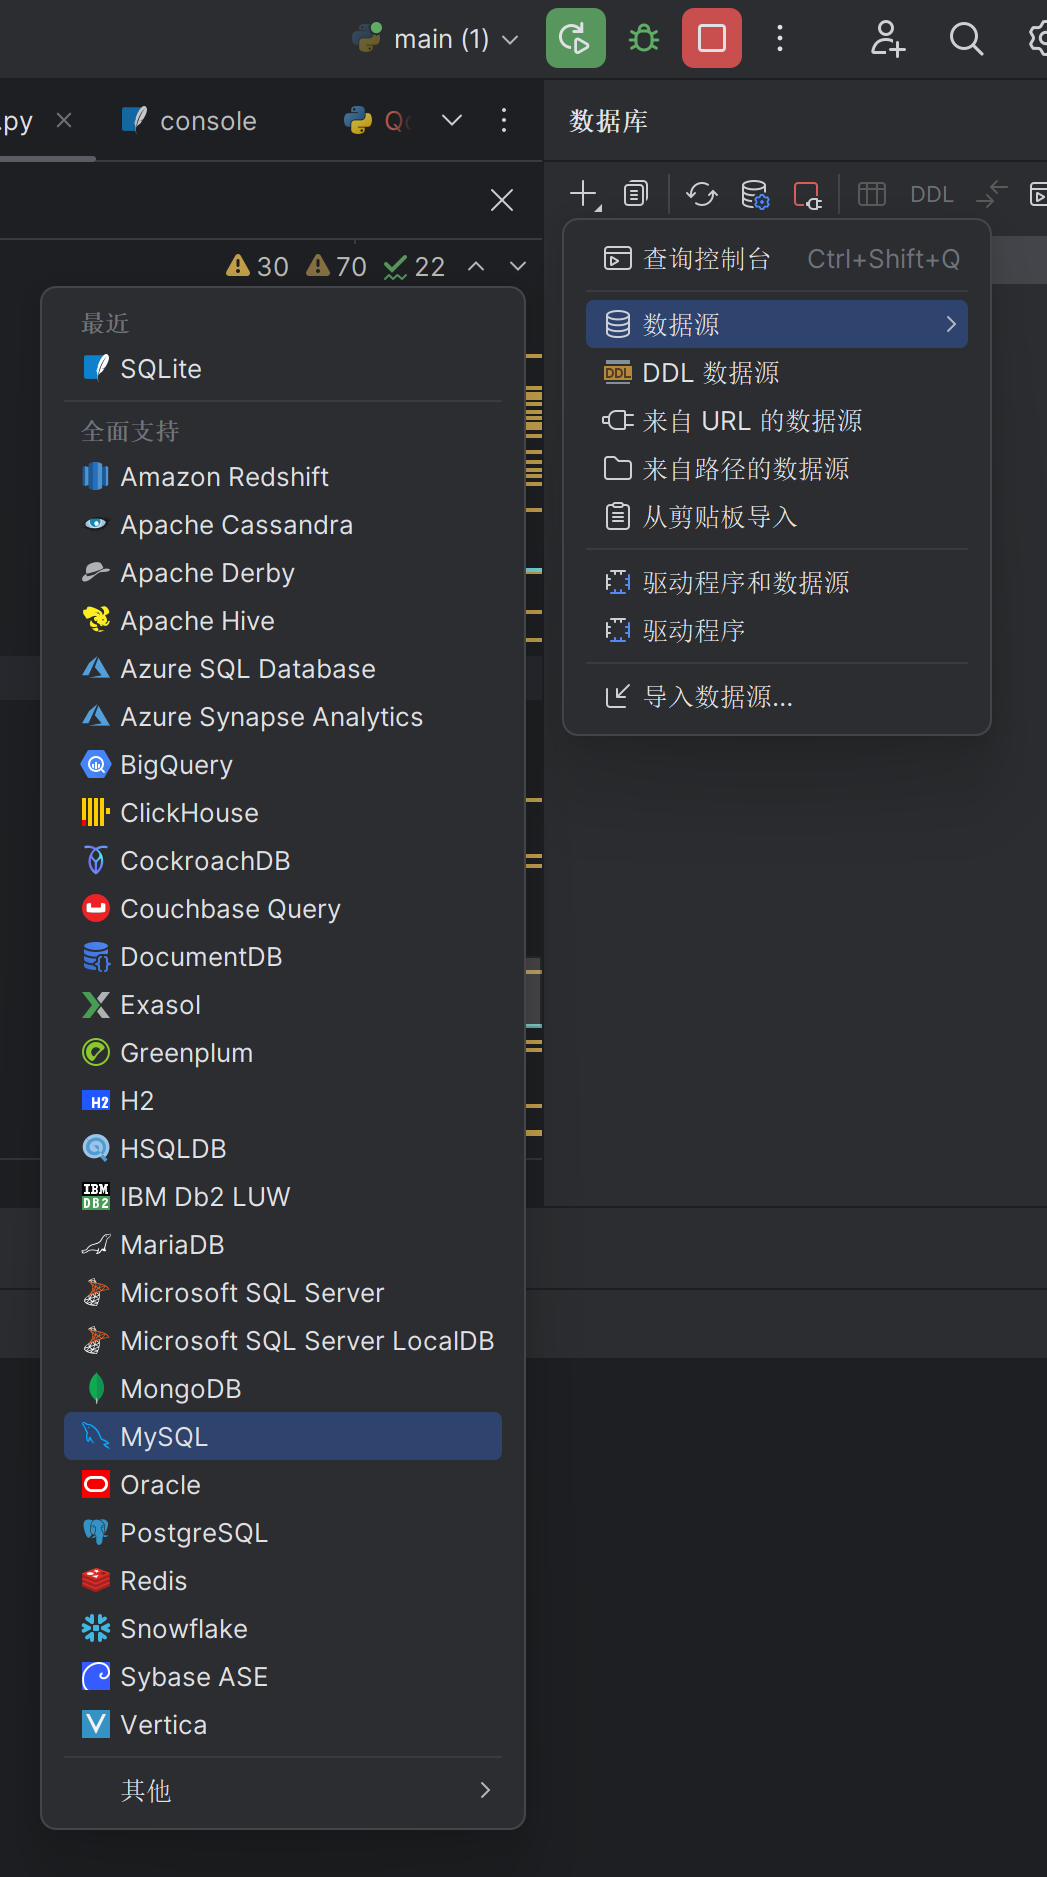 main (1)
.py
console
数据库
DDL
查询控制台 Ctrl+Shift+Q
30 70 22
数据源
DDL 数据源
来自 URL 的数据源
来自路径的数据源
从剪贴板导入
驱动程序和数据源
驱动程序
导入数据源...
最近
SQLite
全面支持
Amazon Redshift
Apache Cassandra
Apache Derby
Apache Hive
Azure SQL Database
Azure Synapse Analytics
BigQuery
ClickHouse
CockroachDB
Couchbase Query
DocumentDB
Exasol
Greenplum
H2
HSQLDB
IBM Db2 LUW
MariaDB
Microsoft SQL Server
Microsoft SQL Server LocalDB
MongoDB
MySQL
Oracle
PostgreSQL
Redis
Snowflake
Sybase ASE
Vertica
其他